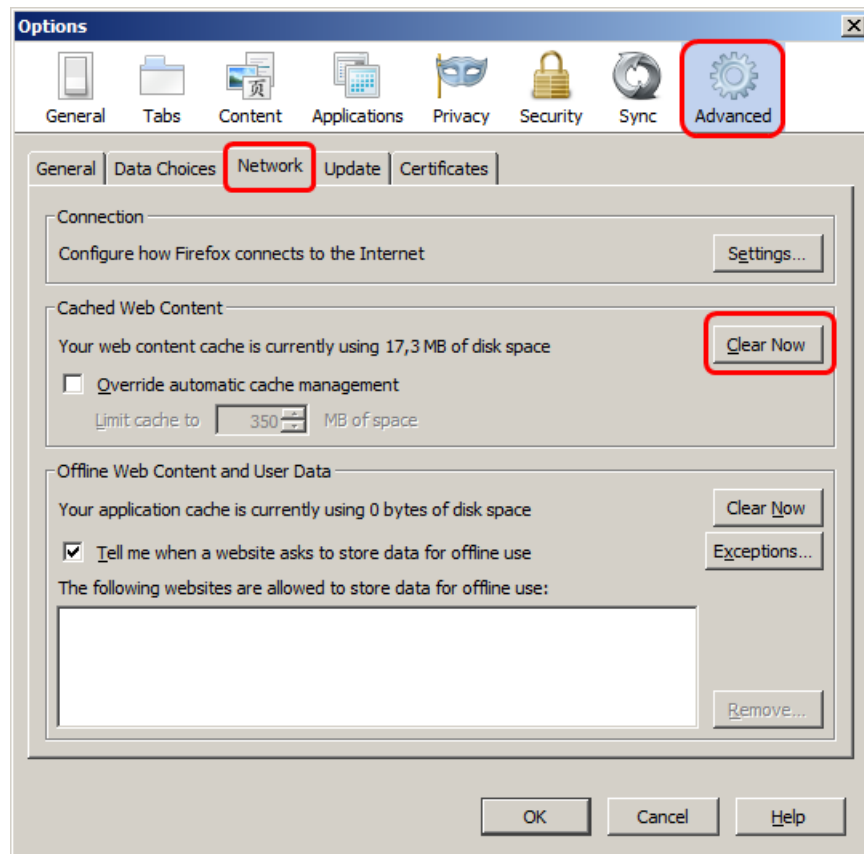 Options
General Tabs Content Applications Privacy Security Sync Advanced
General Data Choices Network Update Certificates
Connection
Configure how Firefox connects to the Internet Settings...
Cached Web Content
Your web content cache is currently using 17,3 MB of disk space Clear Now
Override automatic cache management
Limit cache to 350 MB of space
Offline Web Content and User Data
Your application cache is currently using 0 bytes of disk space Clear Now
Tell me when a website asks to store data for offline use Exceptions...
The following websites are allowed to store data for offline use:
Remove...
OK Cancel Help
页